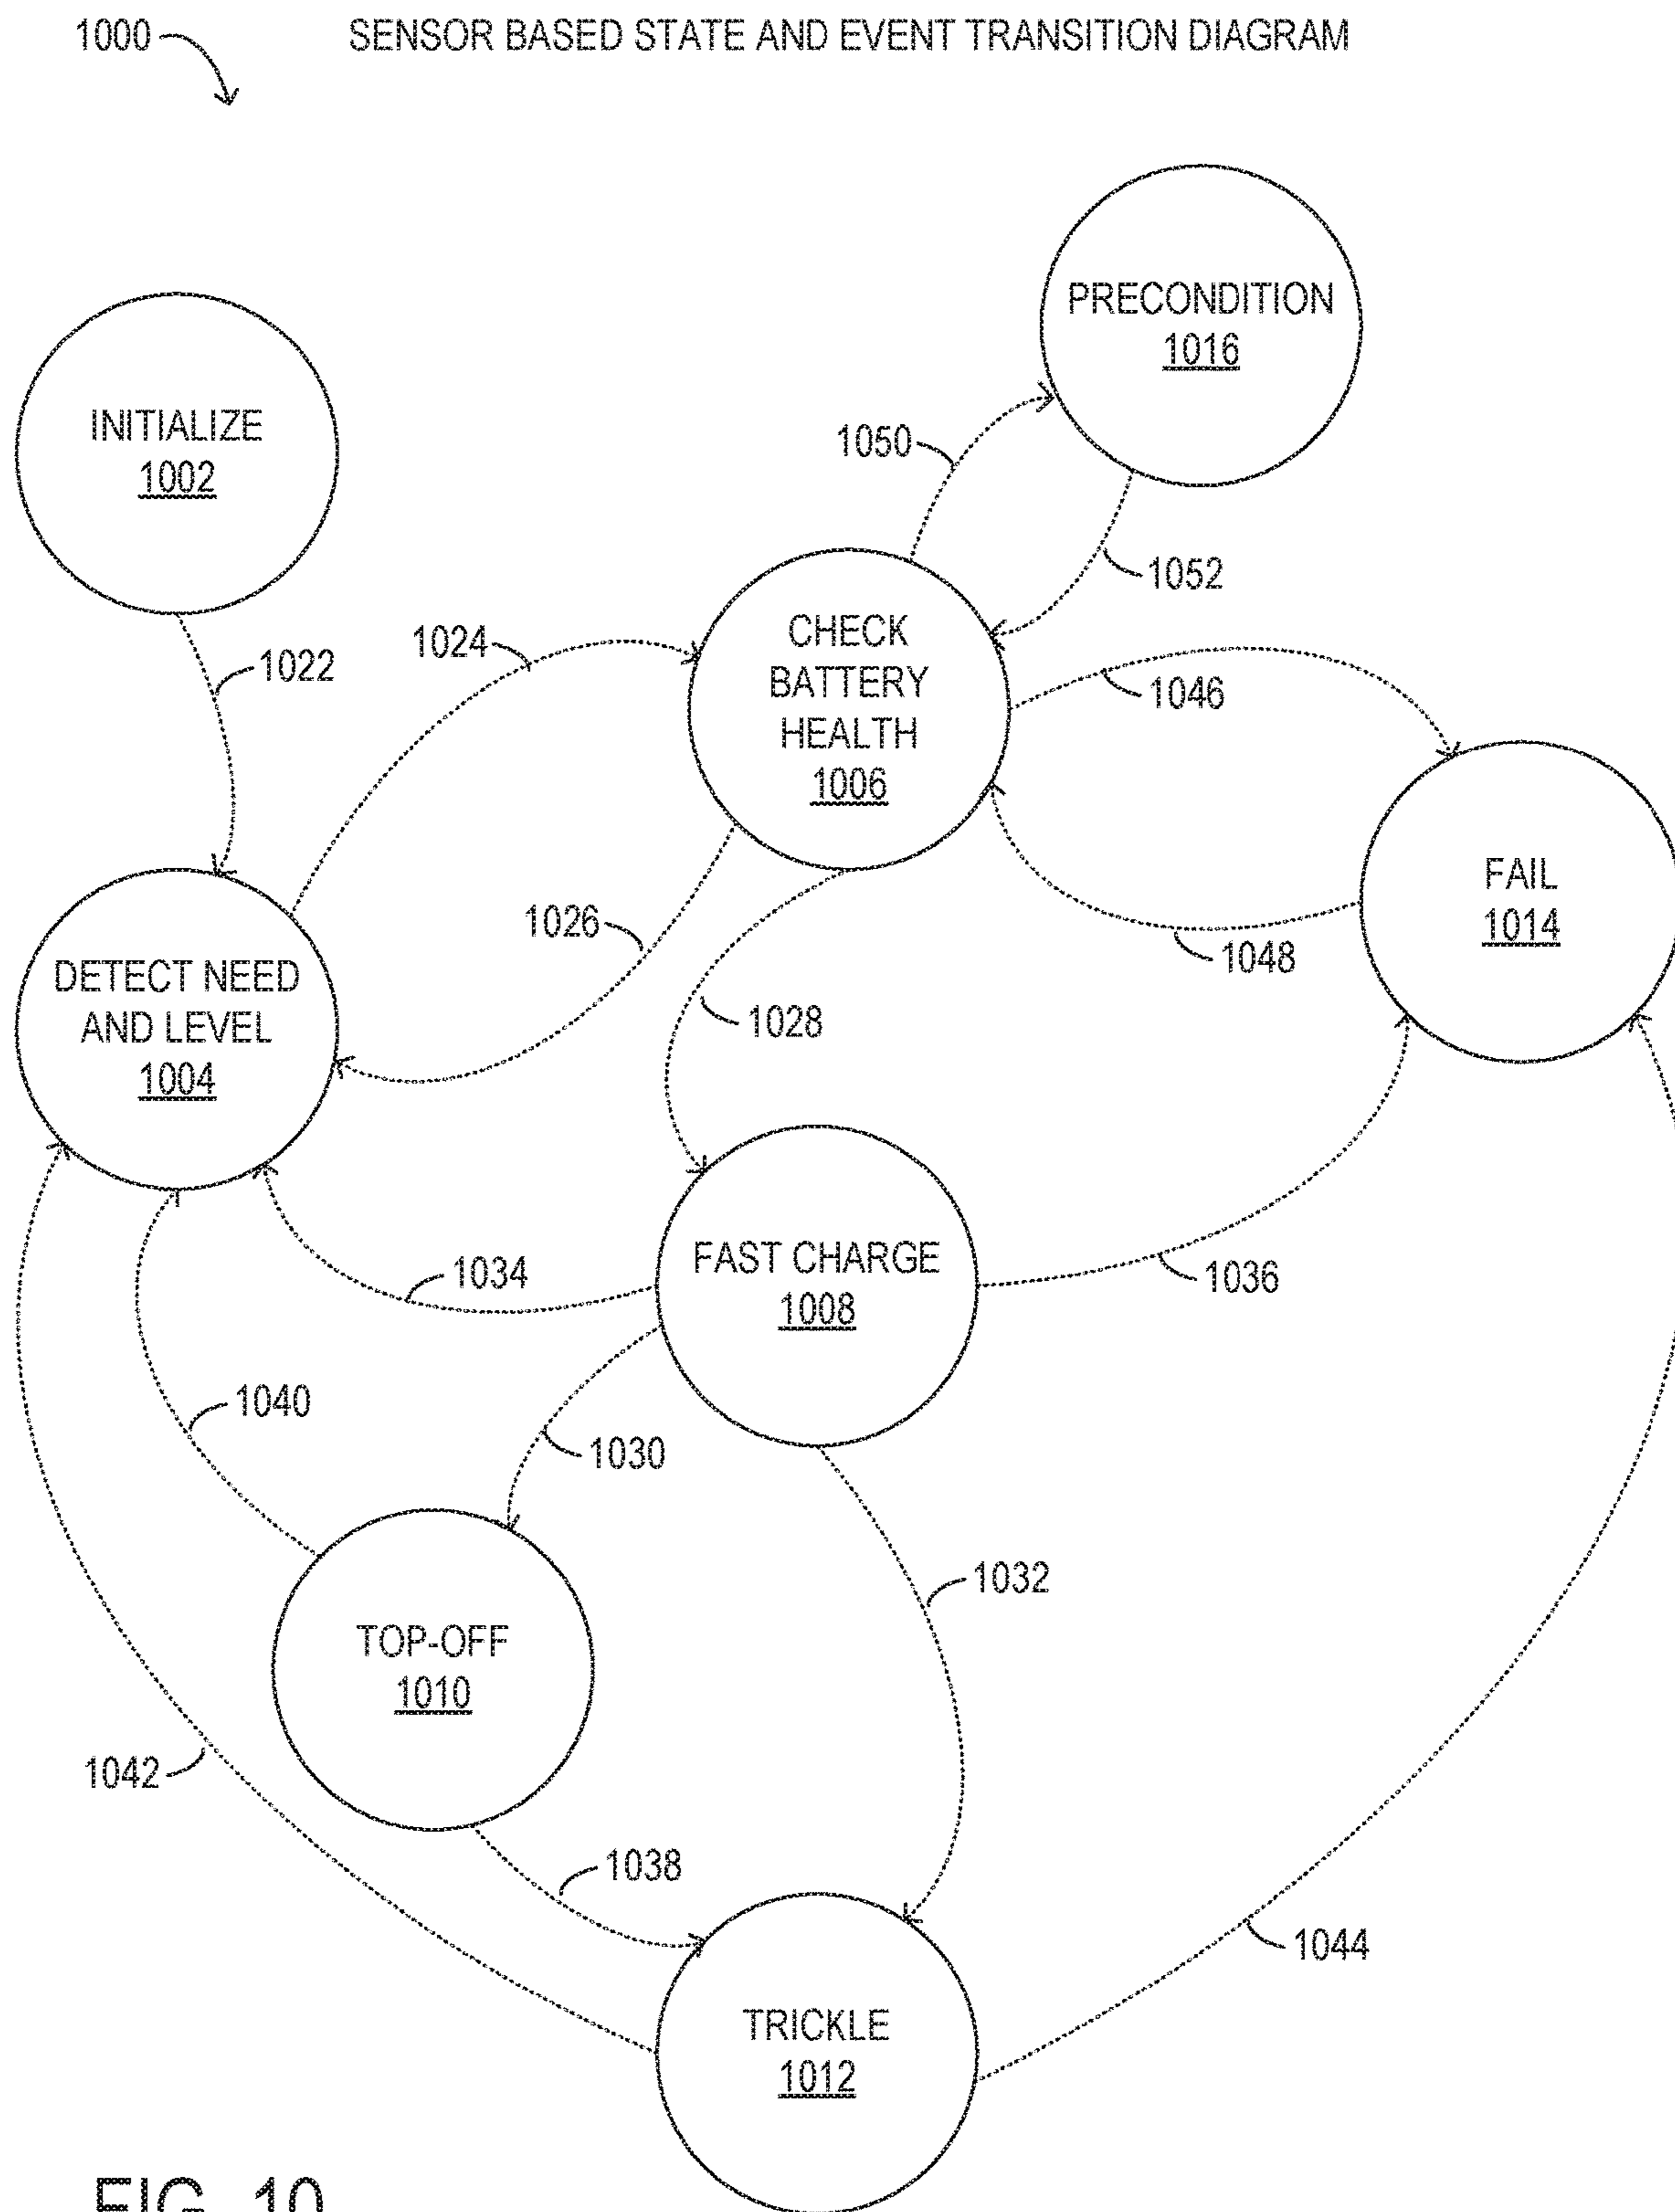 1000
SENSOR BASED STATE AND EVENT TRANSITION DIAGRAM
PRECONDITION
1016
INITIALIZE
1002
1050
1052
CHECK
BATTERY
HEALTH
1006
1022
1024
1046
FAIL
1014
1026
1048
DETECT NEED
AND LEVEL
1004
1028
FAST CHARGE
1008
1034
1036
1040
1030
1032
TOP-OFF
1010
1042
1038
1044
TRICKLE
1012
FIG. 10